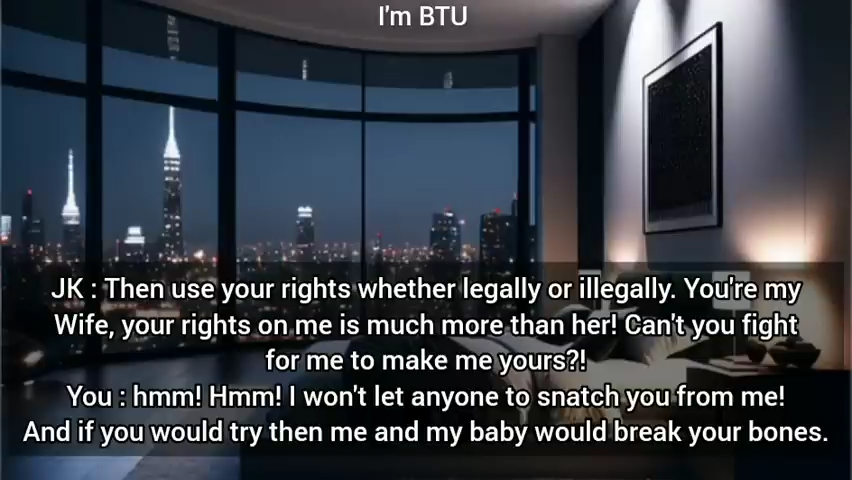 I'm BTU
JK : Then use your rights whether legally or illegally. You're my
Wife, your rights on me is much more than her! Can't you fight
for me to make me yours?!
You : hmm! Hmm! I won't let anyone to snatch you from me!
And if you would try then me and my baby would break your bones.